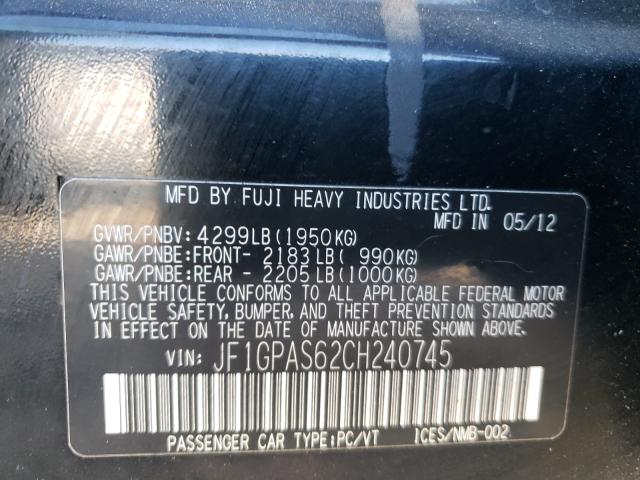 MFD BY FUJI HEAVY INDUSTRIES LTD.
MFD IN 05/12
GVWR/PNBV: 4299LB(1950KG)
GAWR/PNBE:FRONT- 2183LB( 990KG)
GAWR/PNBE:REAR - 2205LB(1000KG)
THIS VEHICLE CONFORMS TO ALL APPLICABLE FEDERAL MOTOR
VEHICLE SAFETY, BUMPER, AND THEFT PREVENTION STANDARDS
IN EFFECT ON THE DATE OF MANUFACTURE SHOWN ABOVE.
VIN: JF1GPAS62CH240745
PASSENGER CAR TYPE:PC/VT ICES/NMB-002